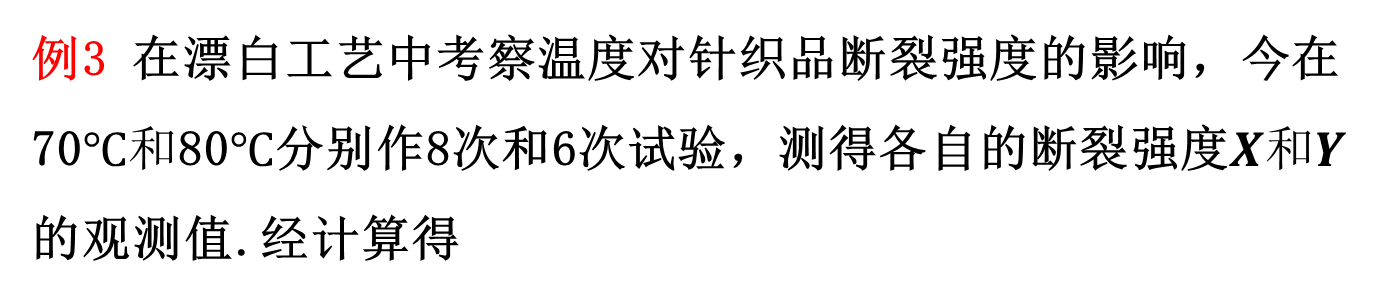 例3 在漂白工艺中考察温度对针织品断裂强度的影响，今在
70℃和80℃分别作8次和6次试验，测得各自的断裂强度X和Y
的观测值. 经计算得